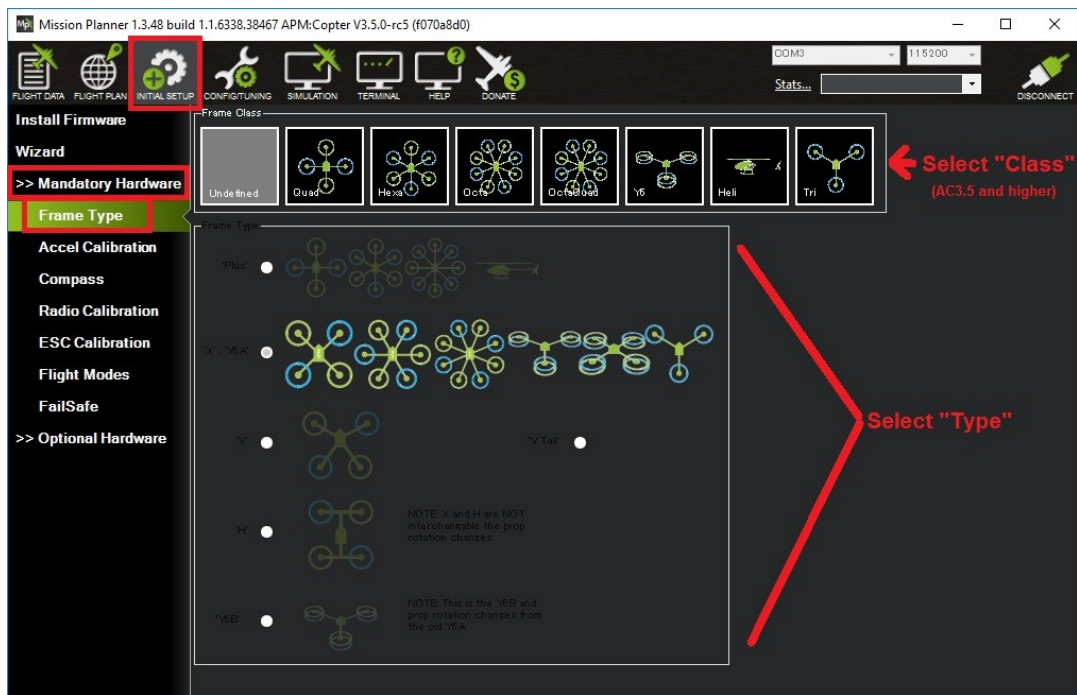 Mission Planner 1.3.48 build 1.1.6338.38467 APM:Copter V3.5.0-rc5 (f070a8d0)
FLIGHT DATA FLIGHT PLAN INITIAL SETUP CONFIG/TUNING SIMULATION TERMINAL HELP DONATE
COM3 115200
Stats...
DISCONNECT
Install Firmware
Wizard
>> Mandatory Hardware
Frame Type
Accel Calibration
Compass
Radio Calibration
ESC Calibration
Flight Modes
FailSafe
>> Optional Hardware
Frame Class
Undefined Quad Hexa Octa OctaQuad Y6 Heli Tri
Select "Class"
(AC3.5 and higher)
Frame Type
'Plus'
'X', 'Y6A'
'V' 'V Tail'
'H'
NOTE: X and H are NOT
interchangable the prop
rotation changes
'Y6B'
NOTE: This is the Y6B and
prop rotation changes from
the old Y6A
Select "Type"